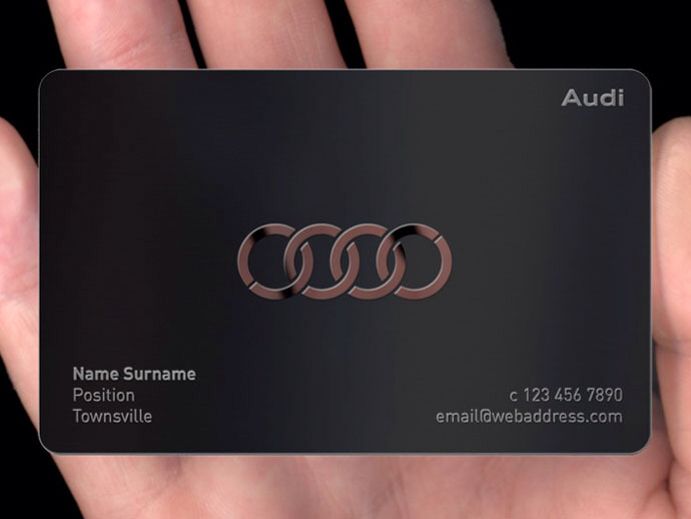 Audi
Name Surname
Position
Townsville
c 123 456 7890
email@webaddress.com